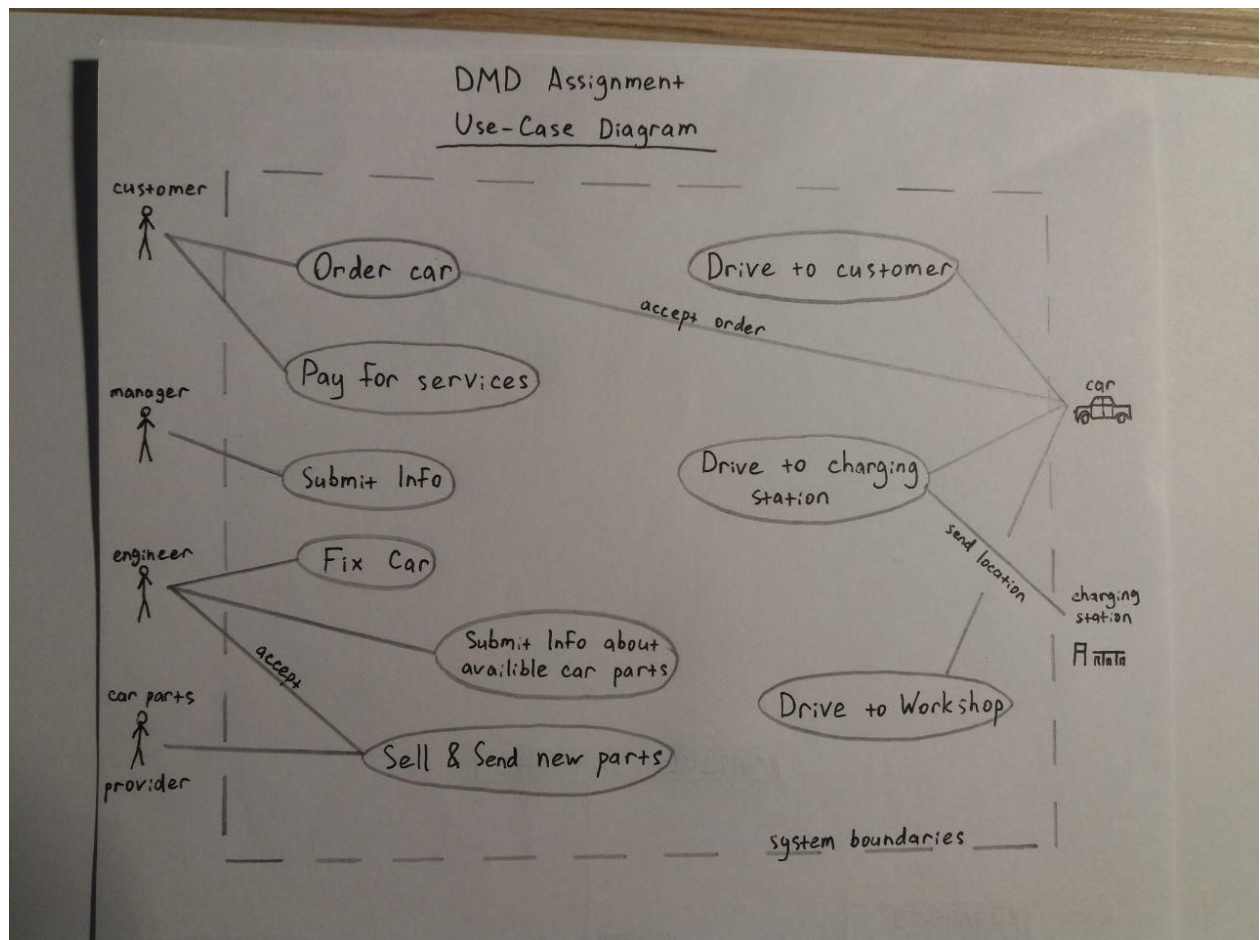 DMD Assignment
Use-Case Diagram
customer
Order car
Drive to customer
accept order
Pay for services
manager
car
Submit Info
Drive to charging
station
send location
engineer
Fix Car
charging
station
Submit Info about
availible car parts
accept
car parts
provider
Drive to Workshop
Sell & Send new parts
system boundaries